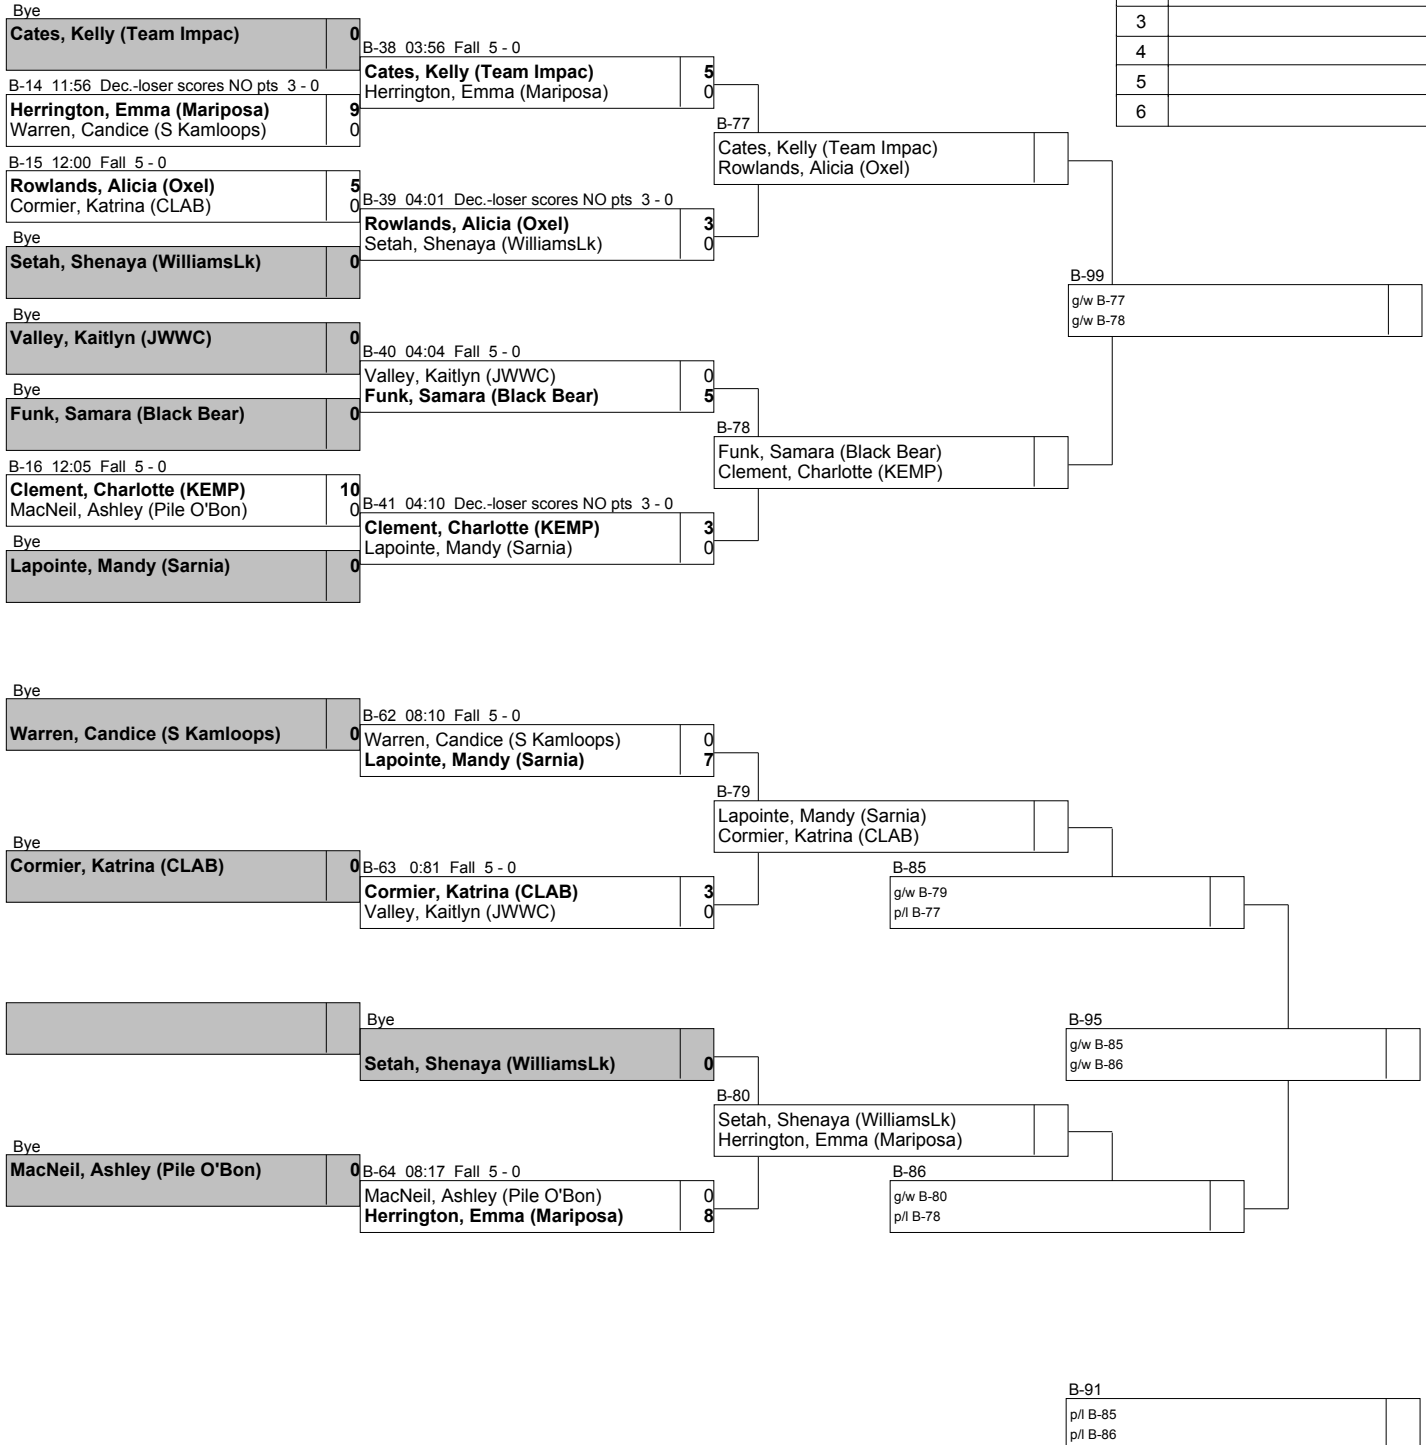 Bye
Cates, Kelly (Team Impac) 0
B-14 11:56 Dec.-loser scores NO pts 3 - 0
Herrington, Emma (Mariposa) 9
Warren, Candice (S Kamloops) 0
B-15 12:00 Fall 5 - 0
Rowlands, Alicia (Oxel) 5
Cormier, Katrina (CLAB) 0
Bye
Setah, Shenaya (WilliamsLk) 0
Bye
Valley, Kaitlyn (JWWC) 0
Bye
Funk, Samara (Black Bear) 0
B-16 12:05 Fall 5 - 0
Clement, Charlotte (KEMP) 10
MacNeil, Ashley (Pile O'Bon) 0
Bye
Lapointe, Mandy (Sarnia) 0
B-38 03:56 Fall 5 - 0
Cates, Kelly (Team Impac) 5
Herrington, Emma (Mariposa) 0
B-39 04:01 Dec.-loser scores NO pts 3 - 0
Rowlands, Alicia (Oxel) 3
Setah, Shenaya (WilliamsLk) 0
B-40 04:04 Fall 5 - 0
Valley, Kaitlyn (JWWC) 0
Funk, Samara (Black Bear) 5
B-41 04:10 Dec.-loser scores NO pts 3 - 0
Clement, Charlotte (KEMP) 3
Lapointe, Mandy (Sarnia) 0
B-77
Cates, Kelly (Team Impac)
Rowlands, Alicia (Oxel)
B-78
Funk, Samara (Black Bear)
Clement, Charlotte (KEMP)
3
4
5
6
B-99
g/w B-77
g/w B-78
Bye
Warren, Candice (S Kamloops) 0
Bye
Cormier, Katrina (CLAB) 0
Bye
MacNeil, Ashley (Pile O'Bon) 0
B-62 08:10 Fall 5 - 0
Warren, Candice (S Kamloops) 0
Lapointe, Mandy (Sarnia) 7
B-63 0:81 Fall 5 - 0
Cormier, Katrina (CLAB) 3
Valley, Kaitlyn (JWWC) 0
Bye
Setah, Shenaya (WilliamsLk) 0
B-64 08:17 Fall 5 - 0
MacNeil, Ashley (Pile O'Bon) 0
Herrington, Emma (Mariposa) 8
B-79
Lapointe, Mandy (Sarnia)
Cormier, Katrina (CLAB)
B-80
Setah, Shenaya (WilliamsLk)
Herrington, Emma (Mariposa)
B-85
g/w B-79
p/l B-77
B-86
g/w B-80
p/l B-78
B-95
g/w B-85
g/w B-86
B-91
p/l B-85
p/l B-86